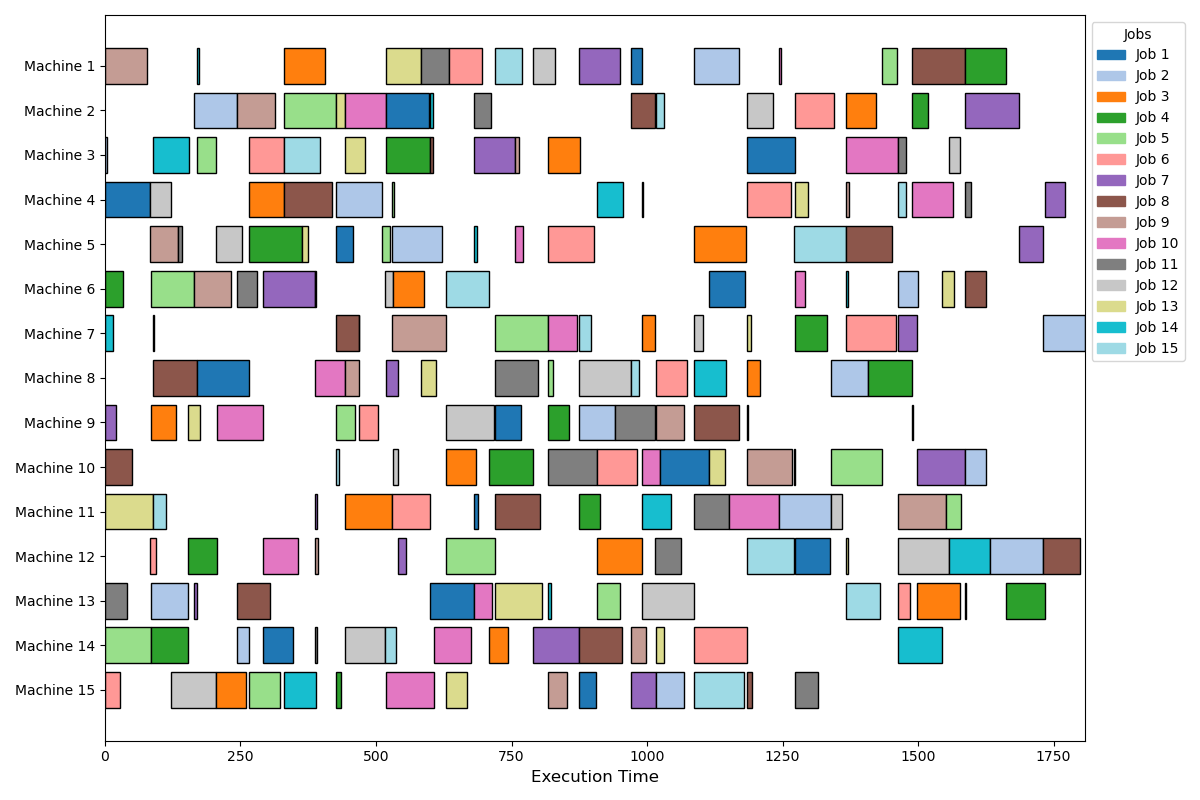 Machine 1
Machine 2
Machine 3
Machine 4
Machine 5
Machine 6
Machine 7
Machine 8
Machine 9
Machine 10
Machine 11
Machine 12
Machine 13
Machine 14
Machine 15
0 250 500 750 1000 1250 1500 1750
Execution Time
Jobs
Job 1
Job 2
Job 3
Job 4
Job 5
Job 6
Job 7
Job 8
Job 9
Job 10
Job 11
Job 12
Job 13
Job 14
Job 15